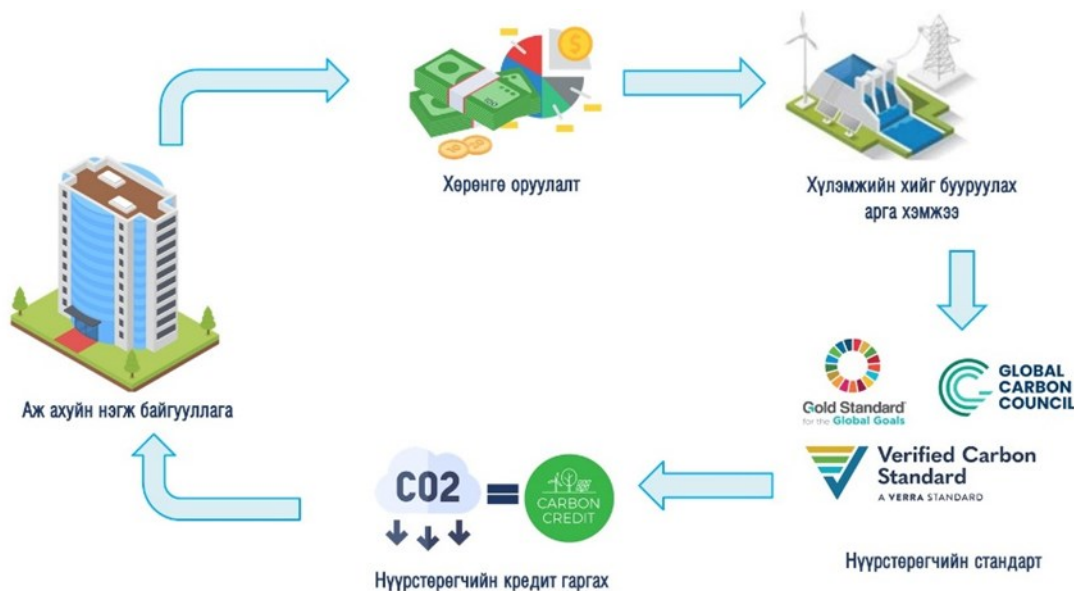 Хөрөнгө оруулалт
Хүлэмжийн хийг бууруулах
арга хэмжээ
Gold Standard
for the Global Goals
GLOBAL
CARBON
COUNCIL
Verified Carbon
Standard
A VERRA STANDARD
Нүүрстөрөгчийн стандарт
CO2
=
CARBON
CREDIT
Нүүрстөрөгчийн кредит гаргах
Аж ахуйн нэгж байгууллага